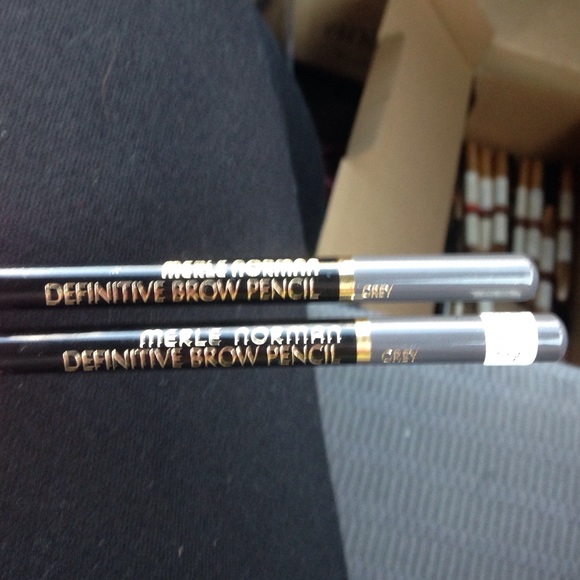 MERLE NORMAN
DEFINITIVE BROW PENCIL
GREY
MERLE NORMAN
DEFINITIVE BROW PENCIL
GREY